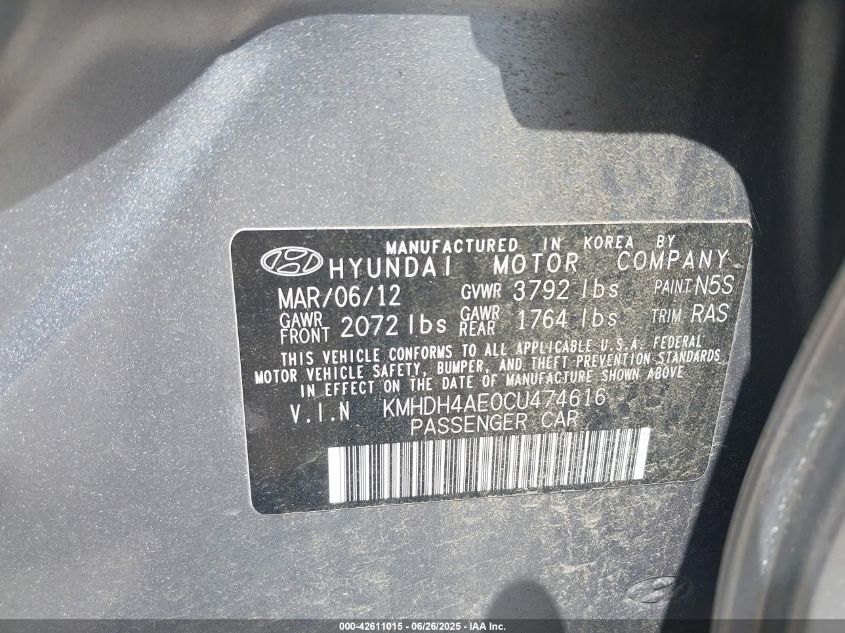 MANUFACTURED IN KOREA BY
HYUNDAI MOTOR COMPANY
MAR/06/12 GVWR 3792 lbs PAINT N5S
GAWR FRONT 2072 lbs GAWR REAR 1764 lbs TRIM RAS
THIS VEHICLE CONFORMS TO ALL APPLICABLE U.S.A. FEDERAL
MOTOR VEHICLE SAFETY, BUMPER, AND THEFT PREVENTION STANDARDS
IN EFFECT ON THE DATE OF MANUFACTURE SHOWN ABOVE.
V.I.N KMHDH4AE0CU474616
PASSENGER CAR
000-42611015 - 06/26/2025 - IAA Inc.